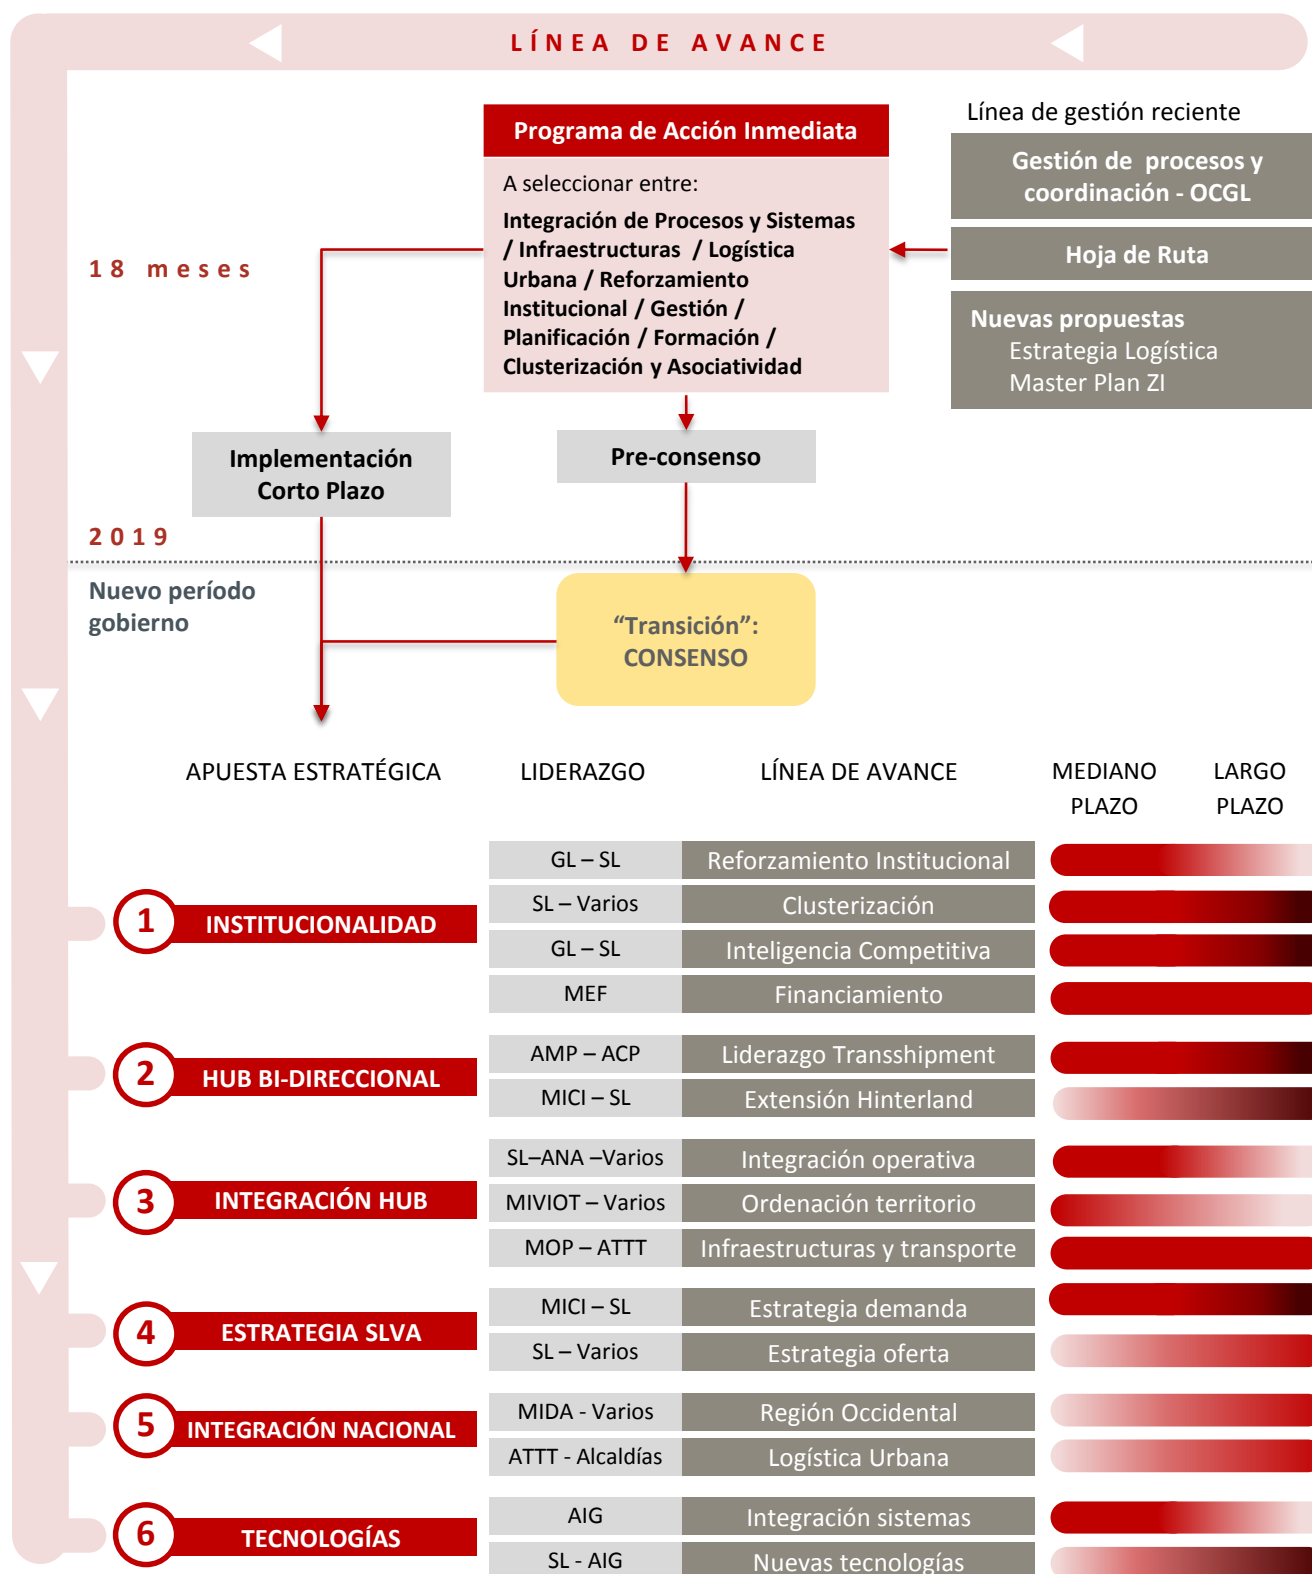 LÍNEA DE AVANCE
Línea de gestión reciente
Programa de Acción Inmediata
A seleccionar entre:
Integración de Procesos y Sistemas
/ Infraestructuras / Logística
Urbana / Reforzamiento
Institucional / Gestión /
Planificación / Formación /
Clusterización y Asociatividad
Gestión de procesos y
coordinación - OCGL
Hoja de Ruta
Nuevas propuestas
Estrategia Logística
Master Plan ZI
18 meses
Implementación
Corto Plazo
Pre-consenso
2019
Nuevo período
gobierno
“Transición”:
CONSENSO
APUESTA ESTRATÉGICA
LIDERAZGO
LÍNEA DE AVANCE
MEDIANO
PLAZO
LARGO
PLAZO
1 INSTITUCIONALIDAD
GL – SL Reforzamiento Institucional
SL – Varios Clusterización
GL – SL Inteligencia Competitiva
MEF Financiamiento
2 HUB BI-DIRECCIONAL
AMP – ACP Liderazgo Transshipment
MICI – SL Extensión Hinterland
3 INTEGRACIÓN HUB
SL–ANA –Varios Integración operativa
MIVIOT – Varios Ordenación territorio
MOP – ATTT Infraestructuras y transporte
4 ESTRATEGIA SLVA
MICI – SL Estrategia demanda
SL – Varios Estrategia oferta
5 INTEGRACIÓN NACIONAL
MIDA - Varios Región Occidental
ATTT - Alcaldías Logística Urbana
6 TECNOLOGÍAS
AIG Integración sistemas
SL - AIG Nuevas tecnologías